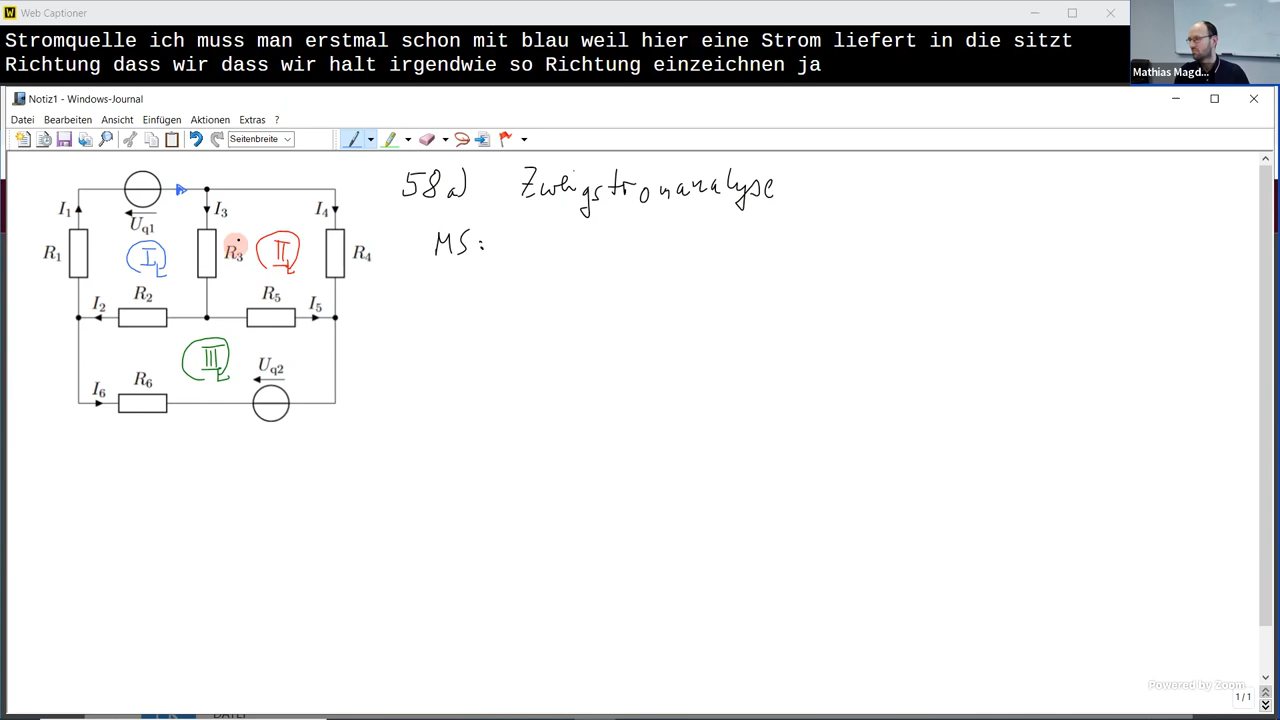 Web Captioner
Stromquelle ich muss man erstmal schon mit blau weil hier eine Strom liefert in die sitzt
Richtung dass wir dass wir halt irgendwie so Richtung einzeichnen ja
Mathias Magd...
Notiz1 - Windows-Journal
Datei Bearbeiten Ansicht Einfügen Aktionen Extras ?
Seitenbreite
58a) Zweigstromanalyse
MS:
I1 Uq1 I3 I4
R1 I R3 II R4
I2 R2 R5 I5
III
I6 R6 Uq2
Powered by Zoom
1/1